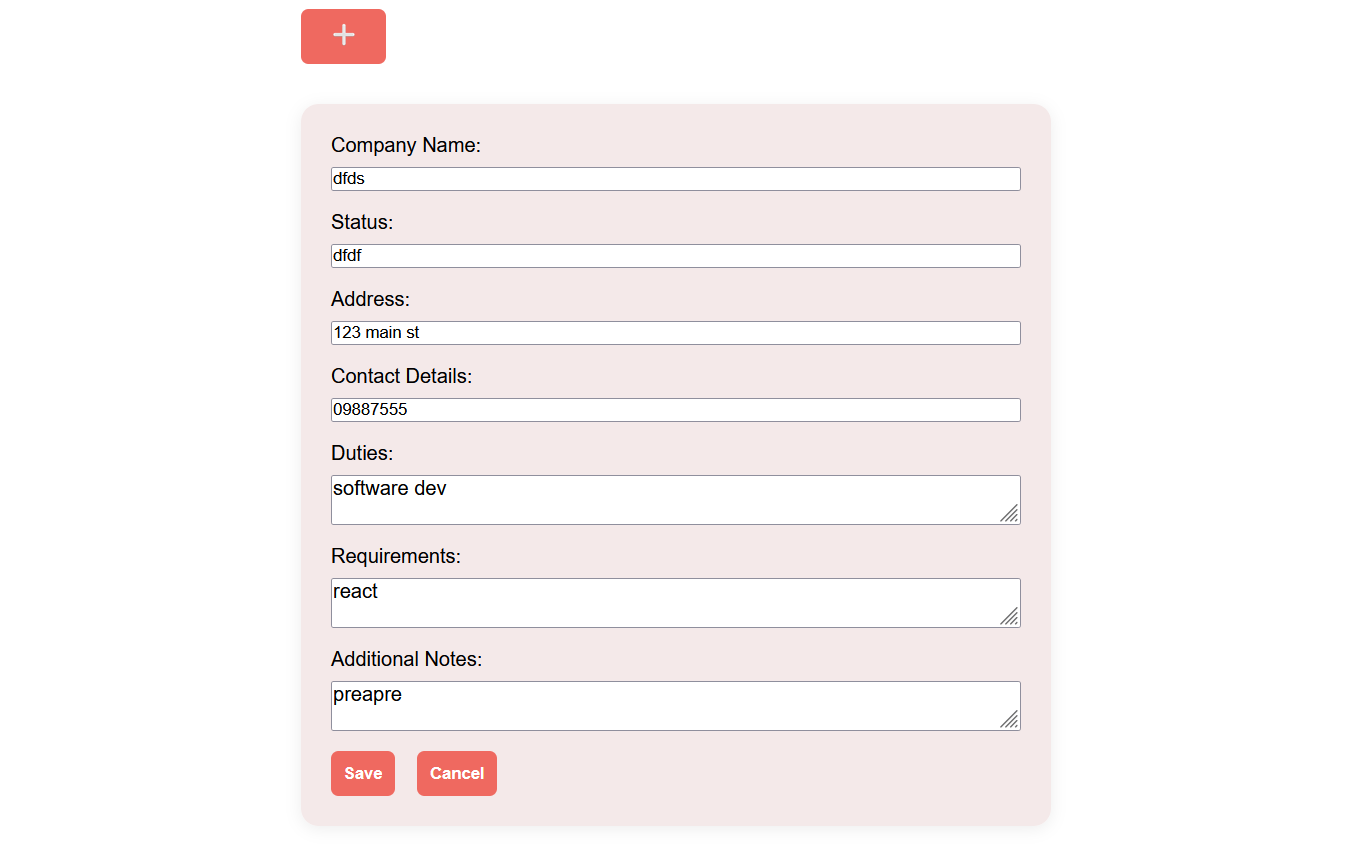 +
Company Name:
dfds
Status:
dfdf
Address:
123 main st
Contact Details:
09887555
Duties:
software dev
Requirements:
react
Additional Notes:
preapre
Save Cancel